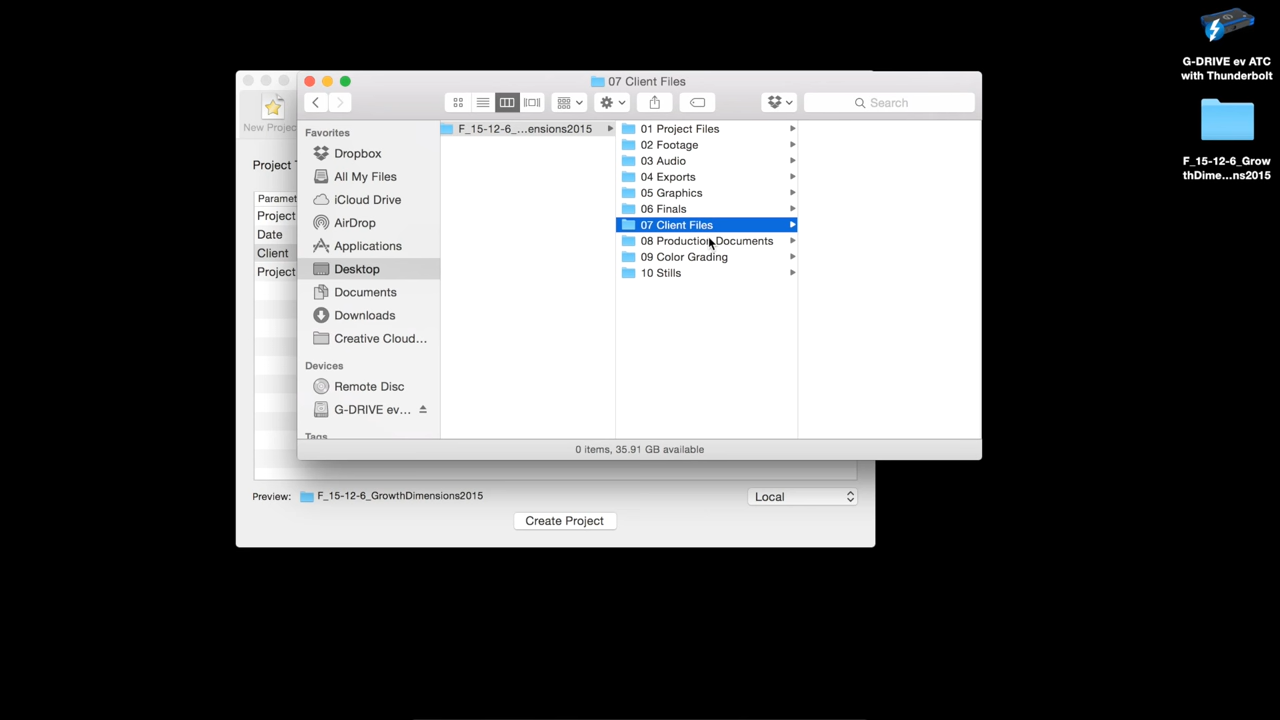 G-DRIVE ev ATC
with Thunderbolt
F_15-12-6_Grow
thDime...ns2015
07 Client Files
Search
New Projec
Project T
Paramet
Project
Date
Client
Project
Favorites
Dropbox
All My Files
iCloud Drive
AirDrop
Applications
Desktop
Documents
Downloads
Creative Cloud...
Devices
Remote Disc
G-DRIVE ev...
Tags
F_15-12-6_...ensions2015
01 Project Files
02 Footage
03 Audio
04 Exports
05 Graphics
06 Finals
07 Client Files
08 Production Documents
09 Color Grading
10 Stills
0 items, 35.91 GB available
Preview: F_15-12-6_GrowthDimensions2015
Local
Create Project